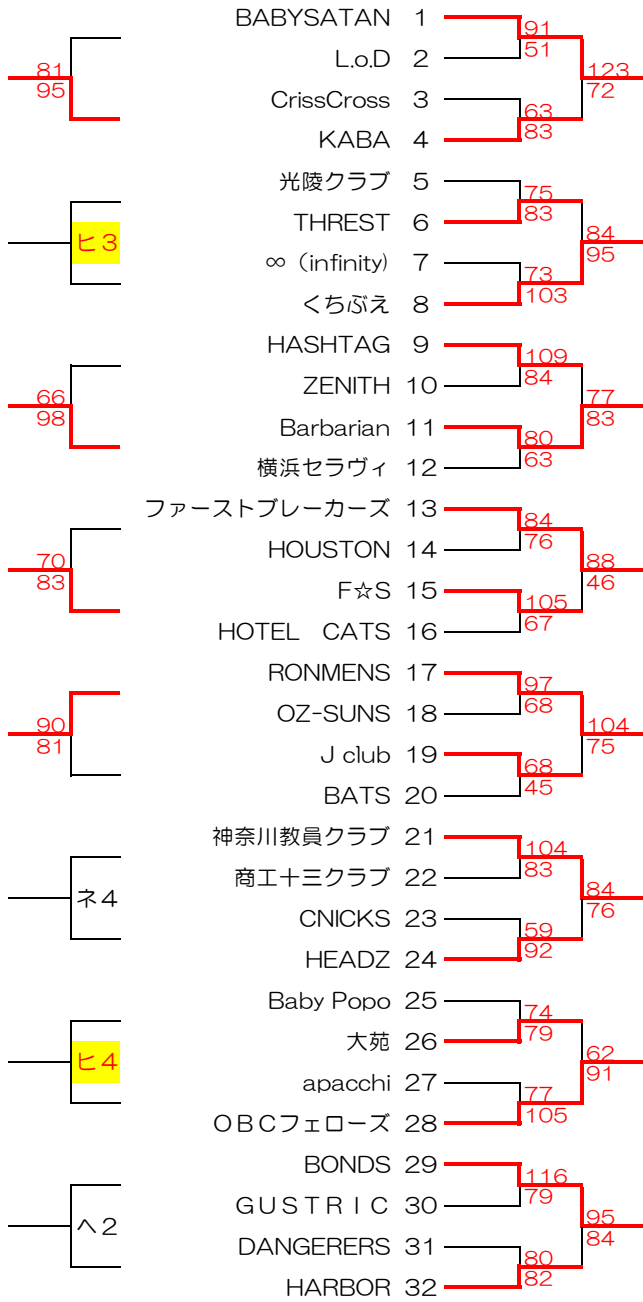 BABYSATAN 1
91
81
L.o.D 2
51
123
95
CrissCross 3
63
72
KABA 4
83
光陵クラブ 5
75
THREST 6
83
ヒ3
84
∞（infinity) 7
73
95
くちぶえ 8
103
HASHTAG 9
109
66
ZENITH 10
84
77
98
Barbarian 11
80
83
横浜セラヴィ 12
63
ファーストブレーカーズ 13
84
70
HOUSTON 14
76
88
83
F☆S 15
105
46
HOTEL　CATS 16
67
RONMENS 17
97
90
OZ-SUNS 18
68
104
81
J club 19
68
75
BATS 20
45
神奈川教員クラブ 21
104
商工十三クラブ 22
83
ネ4
84
CNICKS 23
59
76
HEADZ 24
92
Baby Popo 25
74
大苑 26
79
ヒ4
62
apacchi 27
77
91
ＯＢＣフェローズ 28
105
BONDS 29
116
ＧＵＳＴＲＩＣ 30
79
ヘ2
95
DANGERERS 31
80
84
HARBOR 32
82